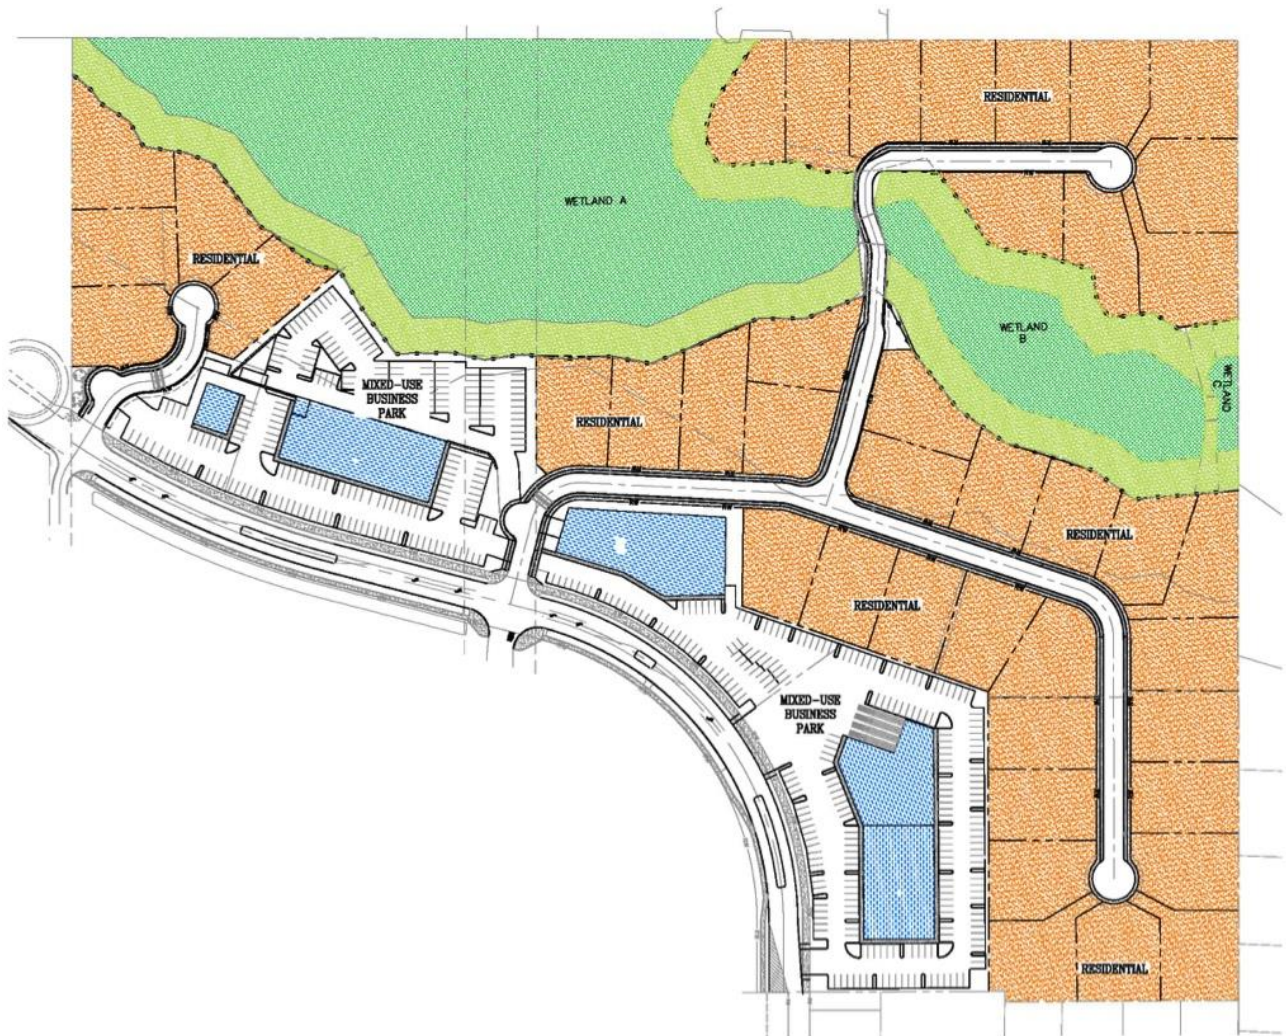 RESIDENTIAL
WETLAND A
RESIDENTIAL
WETLAND
B
WETLAND
C
MIXED-USE
BUSINESS
PARK
RESIDENTIAL
RESIDENTIAL
RESIDENTIAL
MIXED-USE
BUSINESS
PARK
RESIDENTIAL